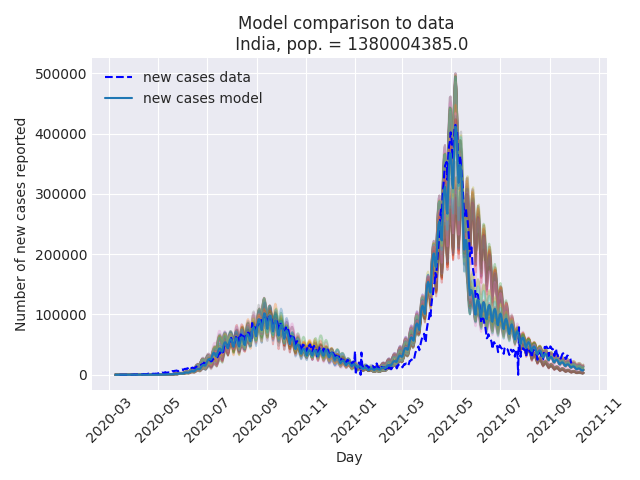 Model comparison to data
India, pop. = 1380004385.0
new cases data
new cases model
Number of new cases reported
500000
400000
300000
200000
100000
0
2020-03
2020-05
2020-07
2020-09
2020-11
2021-01
2021-03
2021-05
2021-07
2021-09
2021-11
Day